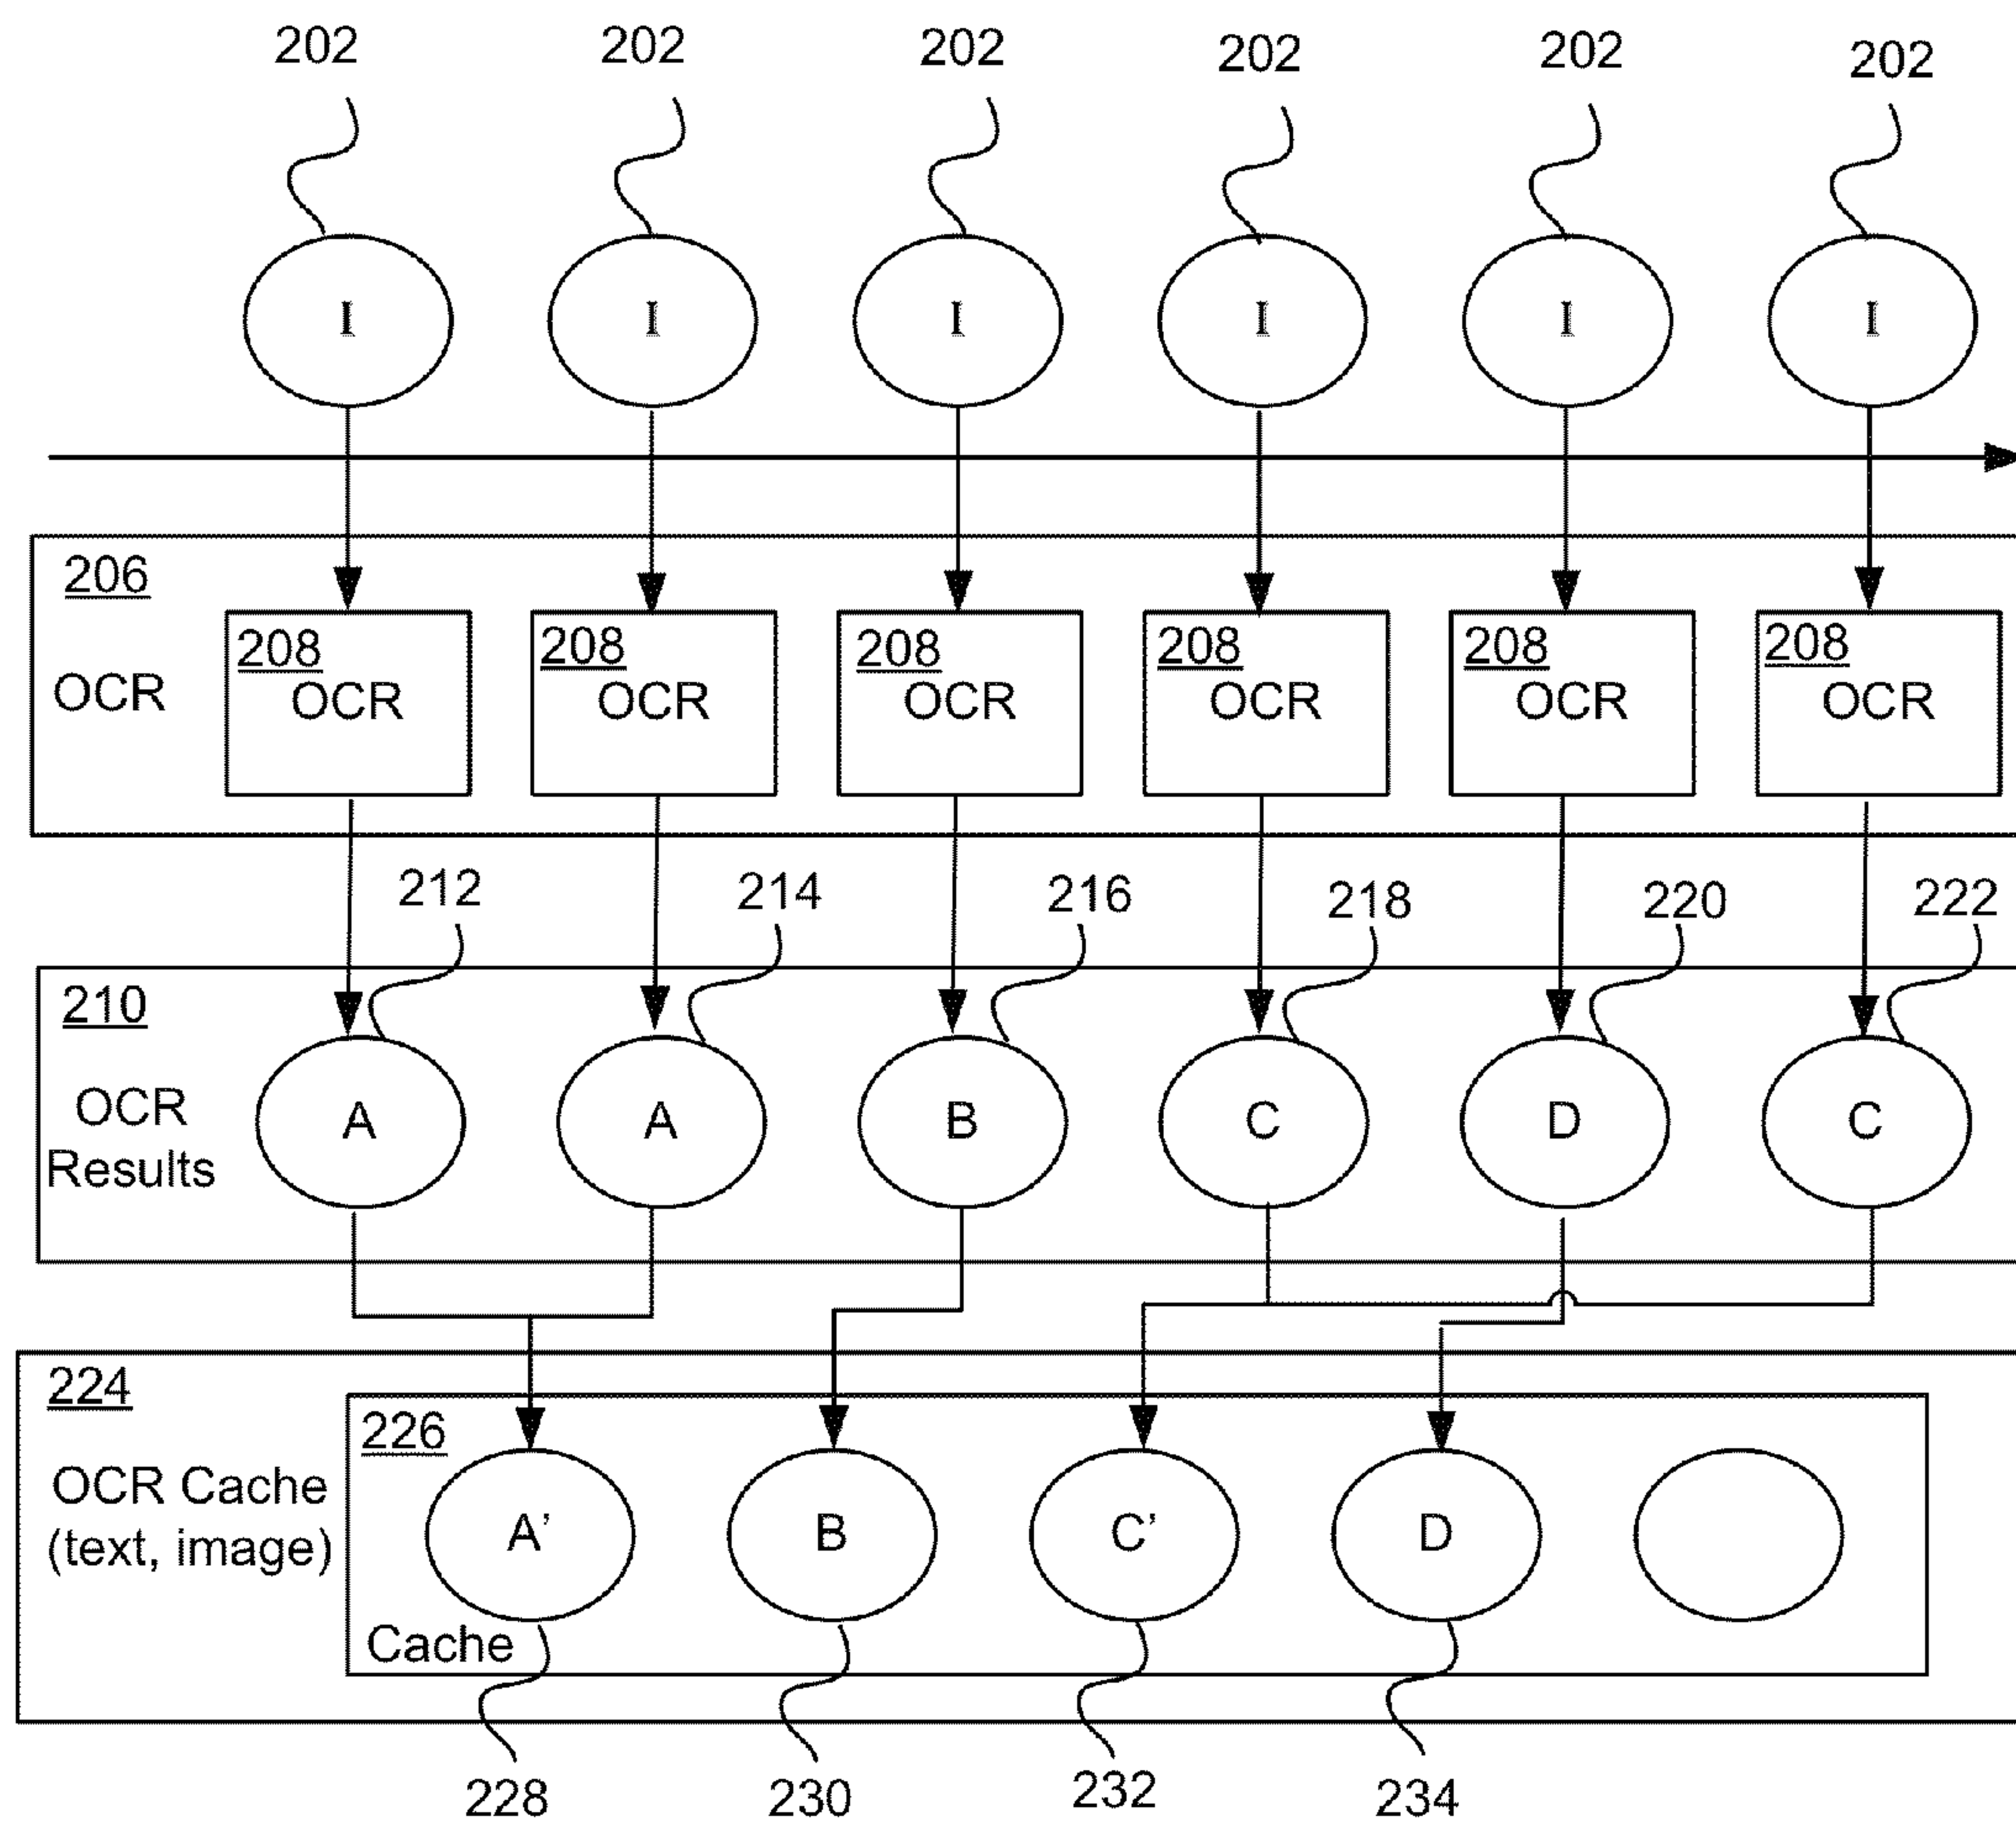 202 202 202 202 202 202
I I I I I I
206
OCR
208 208 208 208 208 208
OCR OCR OCR OCR OCR OCR
212 214 216 218 220 222
210
OCR
Results
A A B C D C
224
OCR Cache
(text, image)
226
A’ B C’ D
Cache
228 230 232 234